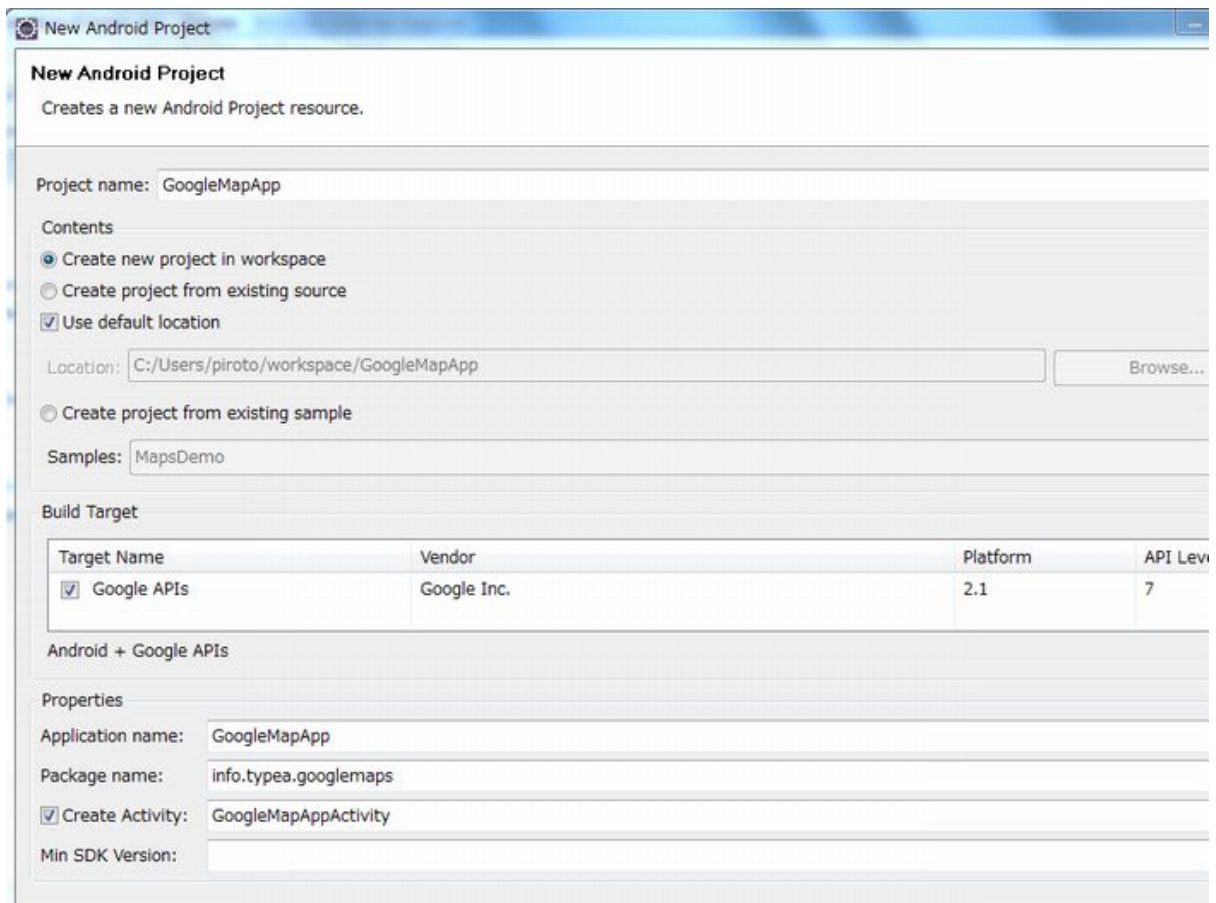 New Android Project
New Android Project
Creates a new Android Project resource.
Project name: GoogleMapApp
Contents
Create new project in workspace
Create project from existing source
Use default location
Location: C:/Users/piroto/workspace/GoogleMapApp Browse...
Create project from existing sample
Samples: MapsDemo
Build Target
Target Name Vendor Platform API Leve
Google APIs Google Inc. 2.1 7
Android + Google APIs
Properties
Application name: GoogleMapApp
Package name: info.typea.googlemaps
Create Activity: GoogleMapAppActivity
Min SDK Version: